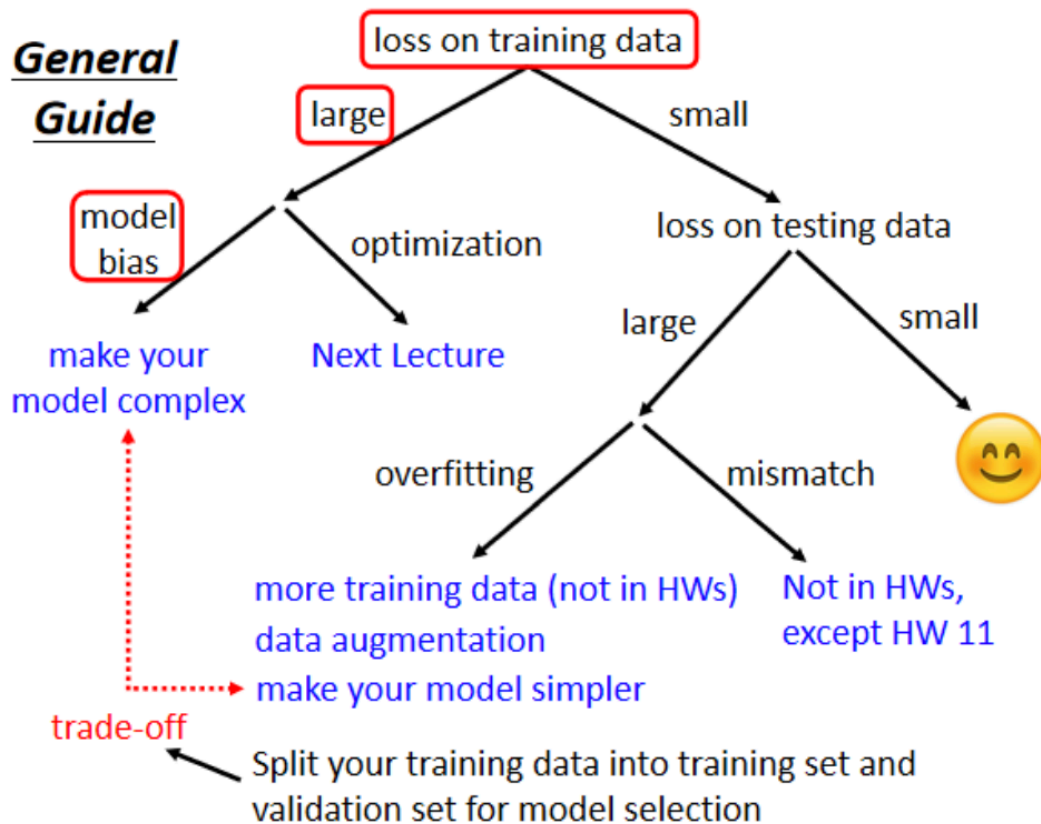 General
Guide
loss on training data
large
small
model
bias
optimization
loss on testing data
make your
model complex
Next Lecture
large
small
overfitting
mismatch
more training data (not in HWs)
data augmentation
make your model simpler
Not in HWs,
except HW 11
trade-off
Split your training data into training set and
validation set for model selection